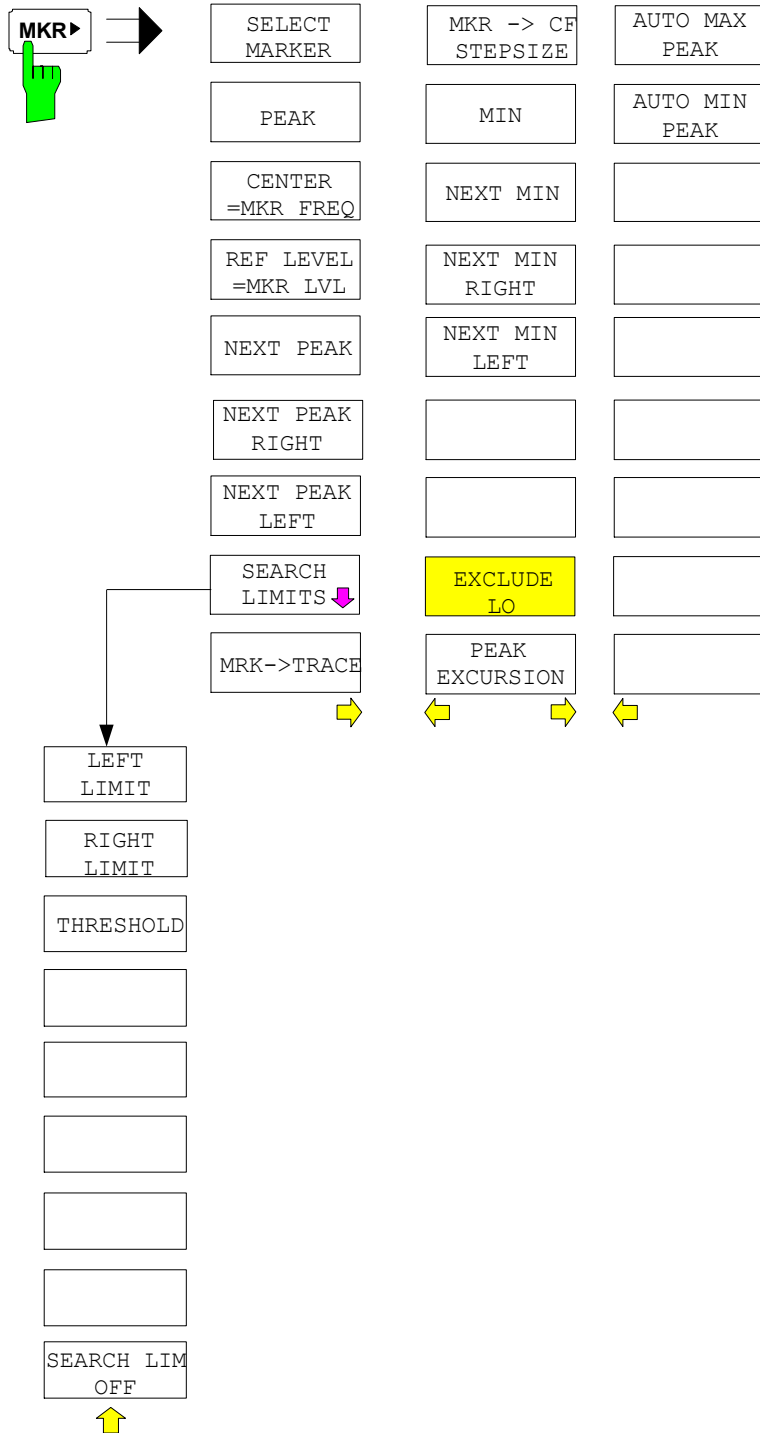 MKR
SELECT
MARKER
PEAK
CENTER
=MKR FREQ
REF LEVEL
=MKR LVL
NEXT PEAK
NEXT PEAK
RIGHT
NEXT PEAK
LEFT
SEARCH
LIMITS
MRK->TRACE
MKR -> CF
STEPSIZE
MIN
NEXT MIN
NEXT MIN
RIGHT
NEXT MIN
LEFT
EXCLUDE
LO
PEAK
EXCURSION
AUTO MAX
PEAK
AUTO MIN
PEAK
LEFT
LIMIT
RIGHT
LIMIT
THRESHOLD
SEARCH LIM
OFF